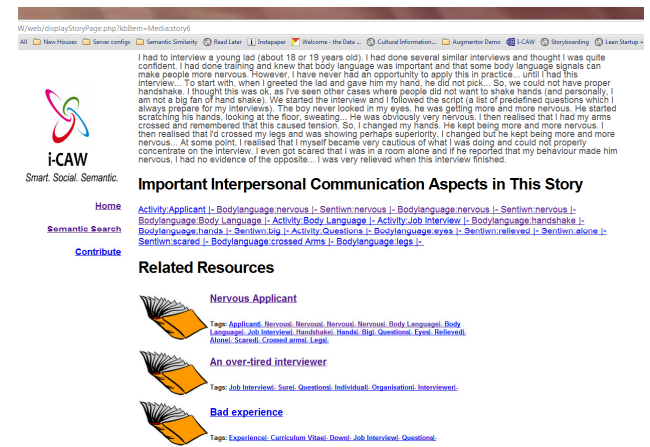 W/web/displayStoryPage.php?kbItem=Media:story6
All New Houses Server configs Semantic Similarity Read Later Instapaper Welcome - the Data ... Cultural Information... Augmentor Demo I-CAW Storyboarding Lean Startup
I had to interview a young lad (about 18 or 19 years old). I had done several similar interviews and thought I was quite
confident. I had done training and knew that body language was important and that some body language signals can
make people more nervous. However, I have never had an opportunity to apply this in practice... until I had this
interview... To start with, when I greeted the lad and gave him my hand, he did not pick... So, we could not have proper
handshake. I thought this was ok, as I've seen other cases where people did not want to shake hands (and personally, I
am not a big fan of hand shake). We started the interview and I followed the script (a list of predefined questions which I
always prepare for my interviews). The boy never looked in my eyes, he was getting more and more nervous. He started
scratching his hands, looking at the floor, sweating... He was obviously very nervous. I then realised that I had my arms
crossed and remembered that this caused tension. So, I changed my hands. He kept being more and more nervous. I
then realised that I'd crossed my legs and was showing perhaps superiority. I changed but he kept being more and more
nervous... At some point, I realised that I myself became very cautious of what I was doing and could not properly
concentrate on the interview. I even got scared that I was in a room alone and if he reported that my behaviour made him
nervous, I had no evidence of the opposite... I was very relieved when this interview finished.
i-CAW
Smart. Social. Semantic.
Home
Semantic Search
Contribute
Important Interpersonal Communication Aspects in This Story
Activity:Applicant |- Bodylanguage:nervous |- Sentiwn:nervous |- Bodylanguage:nervous |- Sentiwn:nervous |-
Bodylanguage:Body Language |- Activity:Body Language |- Activity:Job Interview |- Bodylanguage:handshake |-
Bodylanguage:hands |- Sentiwn:big |- Activity:Questions |- Bodylanguage:eyes |- Sentiwn:relieved |- Sentiwn:alone |-
Sentiwn:scared |- Bodylanguage:crossed Arms |- Bodylanguage:legs |-
Related Resources
Nervous Applicant
Tags: Applicant|- Nervous|- Nervous|- Nervous|- Nervous|- Body Language|- Body
Language|- Job Interview|- Handshake|- Hands|- Big|- Questions|- Eyes|- Relieved|-
Alone|- Scared|- Crossed arms|- Legs|-
An over-tired interviewer
Tags: Job Interview|- Sure|- Questions|- Individual|- Organisation|- Interviewer|-
Bad experience
Tags: Experience|- Curriculum Vitae|- Down|- Job Interview|- Questions|-